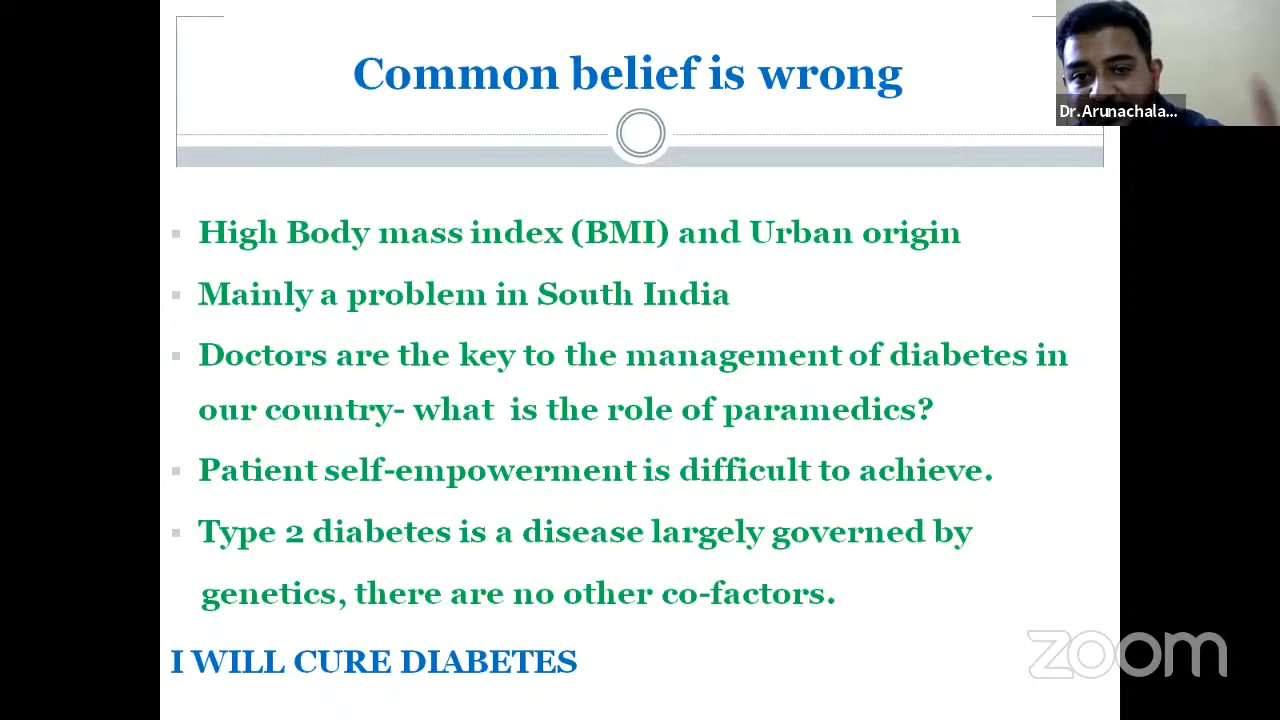 Common belief is wrong
Dr.Arunachala...
High Body mass index (BMI) and Urban origin
Mainly a problem in South India
Doctors are the key to the management of diabetes in
our country- what is the role of paramedics?
Patient self-empowerment is difficult to achieve.
Type 2 diabetes is a disease largely governed by
genetics, there are no other co-factors.
I WILL CURE DIABETES
zoom